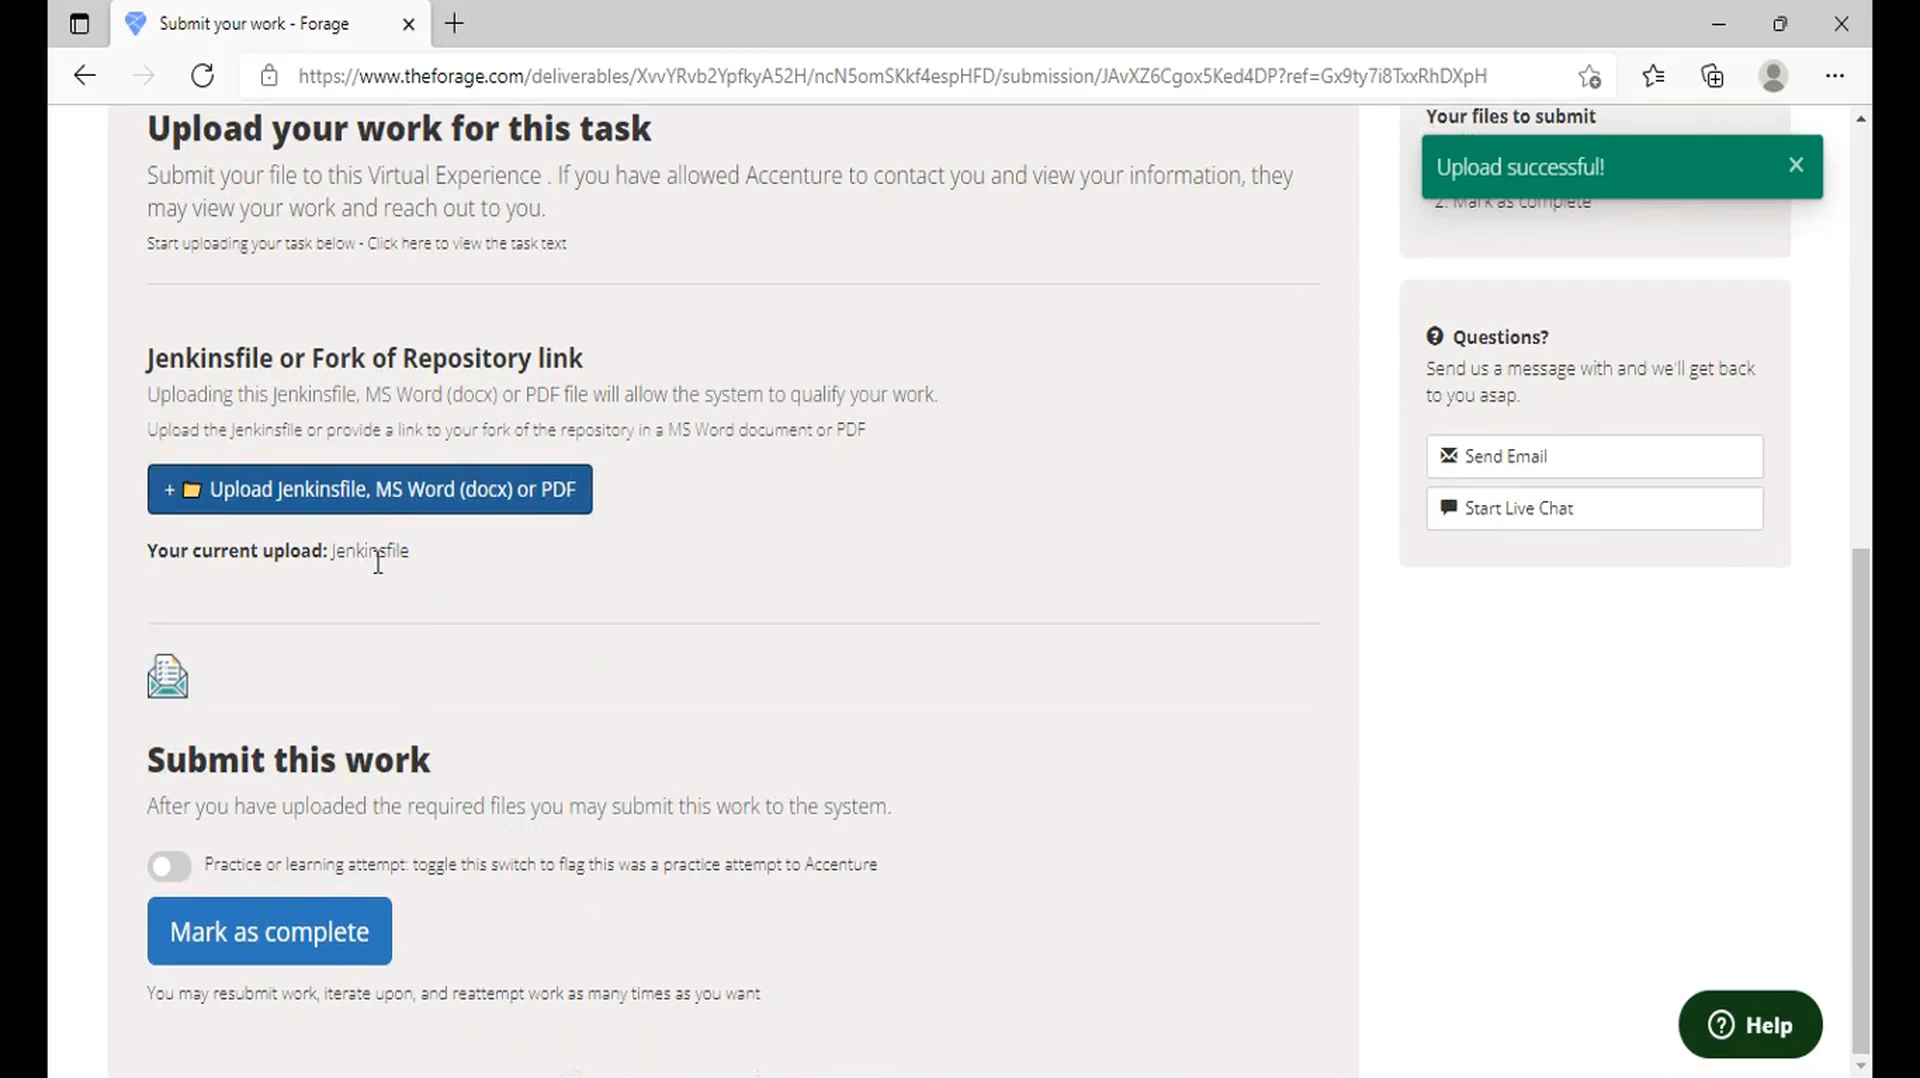 Submit your work - Forage
https://www.theforage.com/deliverables/XvvYRvb2YpfkyA52H/ncN5omSKkf4espHFD/submission/JAvXZ6Cgox5Ked4DP?ref=Gx9ty7i8TxxRhDXpH
Upload your work for this task
Submit your file to this Virtual Experience . If you have allowed Accenture to contact you and view your information, they
may view your work and reach out to you.
Start uploading your task below - Click here to view the task text
Jenkinsfile or Fork of Repository link
Uploading this Jenkinsfile, MS Word (docx) or PDF file will allow the system to qualify your work.
Upload the Jenkinsfile or provide a link to your fork of the repository in a MS Word document or PDF
+ Upload Jenkinsfile, MS Word (docx) or PDF
Your current upload: Jenkinsfile
Submit this work
After you have uploaded the required files you may submit this work to the system.
Practice or learning attempt: toggle this switch to flag this was a practice attempt to Accenture
Mark as complete
You may resubmit work, iterate upon, and reattempt work as many times as you want
Your files to submit
Upload successful!
2. Mark as complete
Questions?
Send us a message with and we'll get back
to you asap.
Send Email
Start Live Chat
Help